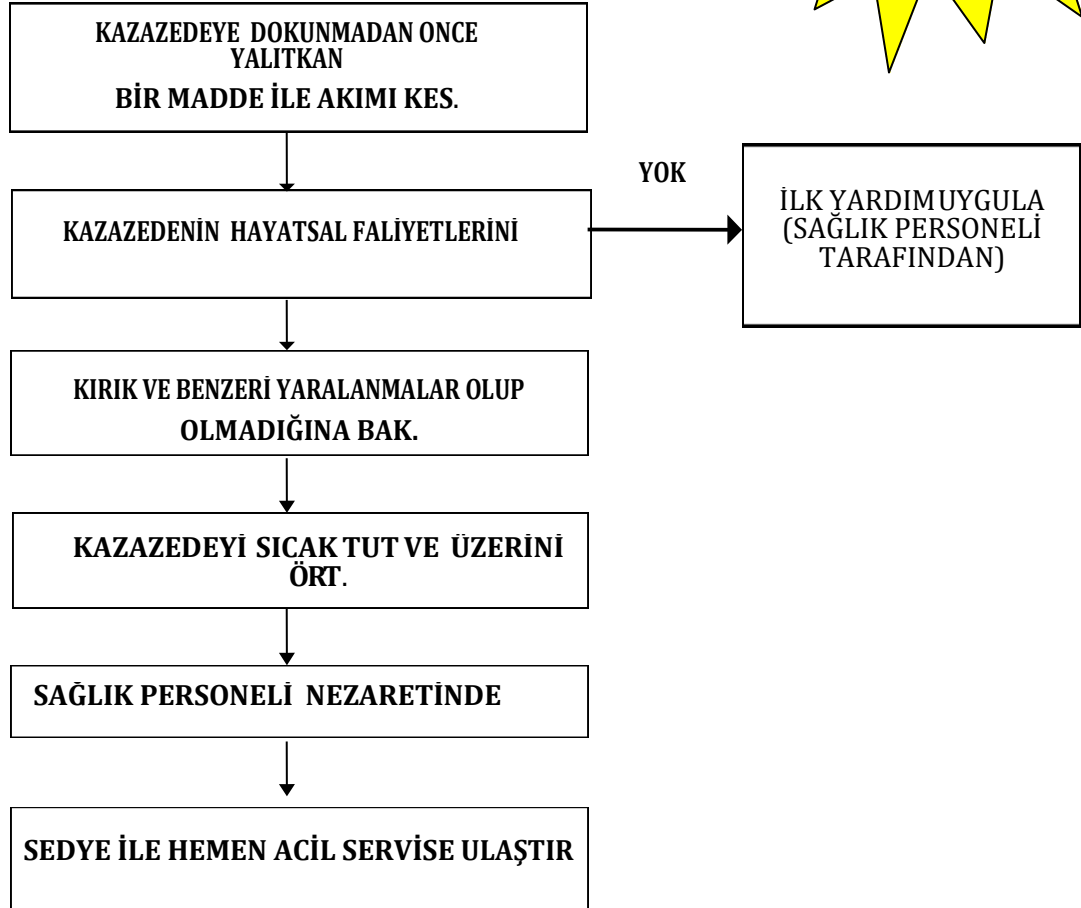 KAZAZEDEYE DOKUNMADAN ONCE
YALITKAN
BİR MADDE İLE AKIMI KES.
YOK
KAZAZEDENİN HAYATSAL FALİYETLERİNİ
İLK YARDIM UYGULA
(SAĞLIK PERSONELİ
TARAFINDAN)
KIRIK VE BENZERİ YARALANMALAR OLUP
OLMADIĞINA BAK.
KAZAZEDEYİ SICAK TUT VE ÜZERİNİ
ÖRT.
SAĞLIK PERSONELİ NEZARETİNDE
SEDYE İLE HEMEN ACİL SERVİSE ULAŞTIR